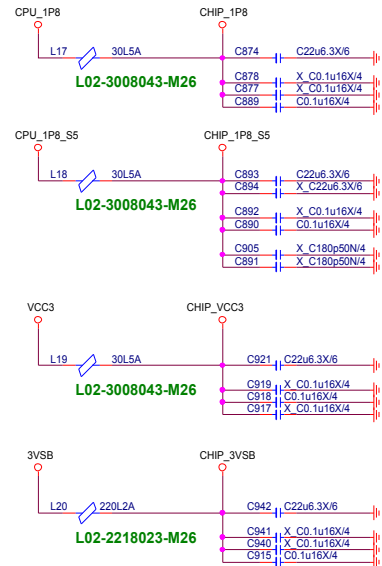 CPU_1P8 CHIP_1P8
L17 30L5A C874 C22u6.3X/6
L02-3008043-M26
C878 X_C0.1u16X/4
C877 X_C0.1u16X/4
C889 C0.1u16X/4
CPU_1P8_S5 CHIP_1P8_S5
L18 30L5A C893 C22u6.3X/6
C894 X_C22u6.3X/6
L02-3008043-M26
C892 X_C0.1u16X/4
C890 C0.1u16X/4
C905 X_C180p50N/4
C891 X_C180p50N/4
VCC3 CHIP_VCC3
L19 30L5A C921 C22u6.3X/6
L02-3008043-M26
C919 X_C0.1u16X/4
C918 C0.1u16X/4
C917 X_C0.1u16X/4
3VSB CHIP_3VSB
L20 220L2A C942 C22u6.3X/6
L02-2218023-M26
C941 X_C0.1u16X/4
C940 X_C0.1u16X/4
C915 C0.1u16X/4